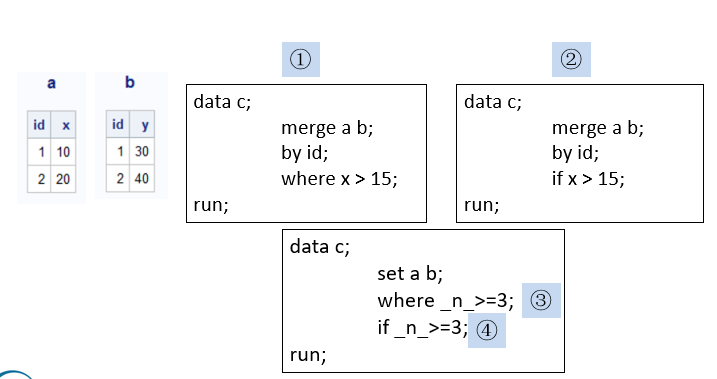 ①
②
a
b
id x
1 10
2 20
id y
1 30
2 40
data c;
merge a b;
by id;
where x > 15;
run;
data c;
merge a b;
by id;
if x > 15;
run;
data c;
set a b;
where _n_>=3; ③
if _n_>=3; ④
run;